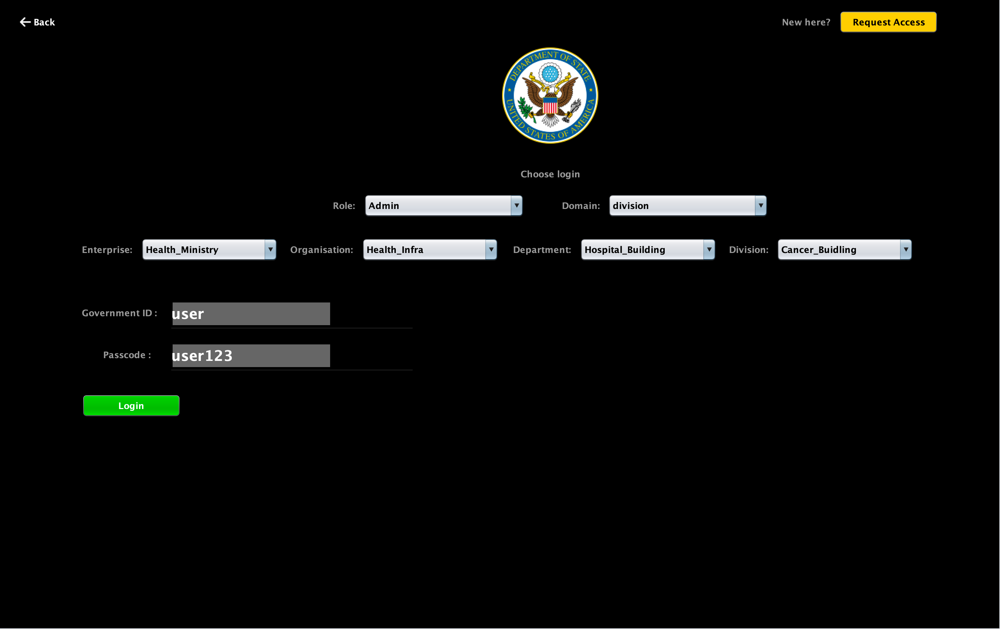 Back
New here? Request Access
DEPARTMENT OF STATE
UNITED STATES OF AMERICA
Choose login
Role: Admin Domain: division
Enterprise: Health_Ministry Organisation: Health_Infra Department: Hospital_Building Division: Cancer_Buidling
Government ID : user
Passcode : user123
Login